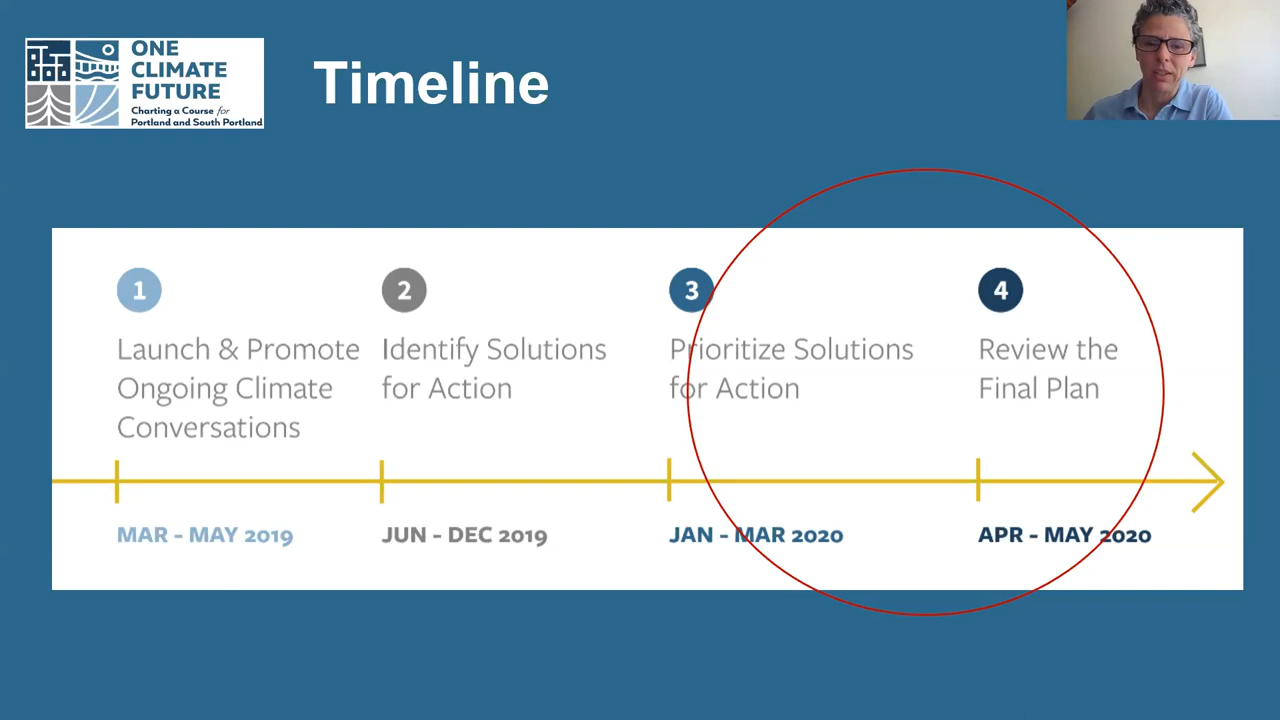 ONE
CLIMATE
FUTURE
Charting a Course for
Portland and South Portland
Timeline
1
Launch & Promote
Ongoing Climate
Conversations
MAR - MAY 2019
2
Identify Solutions
for Action
JUN - DEC 2019
3
Prioritize Solutions
for Action
JAN - MAR 2020
4
Review the
Final Plan
APR - MAY 2020